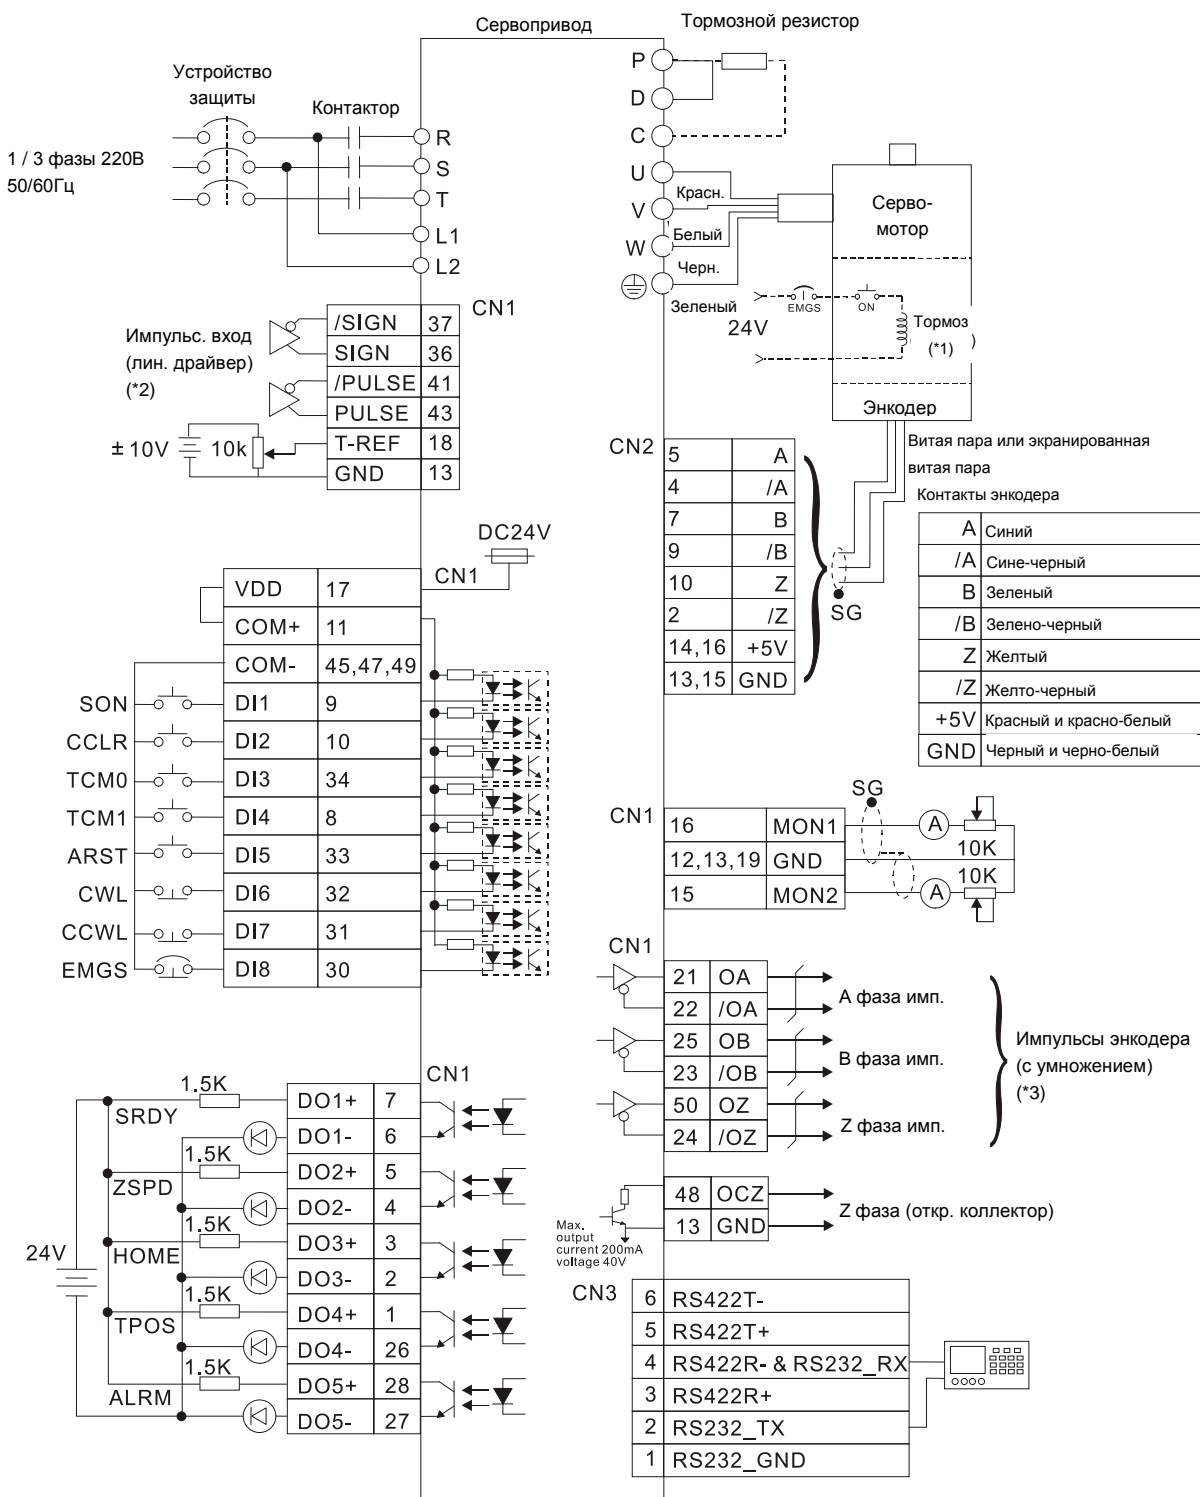 Сервопривод
Тормозной резистор
Устройство
защиты
Контактор
1 / 3 фазы 220В
50/60Гц
R
S
T
L1
L2
P
D
C
U
V
W
Красн.
Белый
Черн.
Зеленый
Серво-
мотор
24V
EMGS
ON
Тормоз )
(*1)
Энкодер
CN1
Импульс. вход
(лин. драйвер)
(*2)
/SIGN 37
SIGN 36
/PULSE 41
PULSE 43
T-REF 18
GND 13
± 10V
10k
CN2
5 A
4 /A
7 B
9 /B
10 Z
2 /Z
14,16 +5V
13,15 GND
SG
Витая пара или экранированная
витая пара
Контакты энкодера
A Синий
/A Сине-черный
B Зеленый
/B Зелено-черный
Z Желтый
/Z Желто-черный
+5V Красный и красно-белый
GND Черный и черно-белый
DC24V
CN1
VDD 17
COM+ 11
COM- 45,47,49
SON DI1 9
CCLR DI2 10
TCM0 DI3 34
TCM1 DI4 8
ARST DI5 33
CWL DI6 32
CCWL DI7 31
EMGS DI8 30
CN1
16 MON1
12,13,19 GND
15 MON2
SG
A
10K
10K
A
CN1
21 OA
22 /OA
25 OB
23 /OB
50 OZ
24 /OZ
А фаза имп.
В фаза имп.
Z фаза имп.
Импульсы энкодера
(с умножением)
(*3)
48 OCZ
13 GND
Z фаза (откр. коллектор)
Max.
output
current 200mA
voltage 40V
CN1
24V
SRDY 1.5K DO1+ 7
DO1- 6
ZSPD 1.5K DO2+ 5
DO2- 4
HOME 1.5K DO3+ 3
DO3- 2
TPOS 1.5K DO4+ 1
DO4- 26
ALRM 1.5K DO5+ 28
DO5- 27
CN3
6 RS422T-
5 RS422T+
4 RS422R- & RS232_RX
3 RS422R+
2 RS232_TX
1 RS232_GND